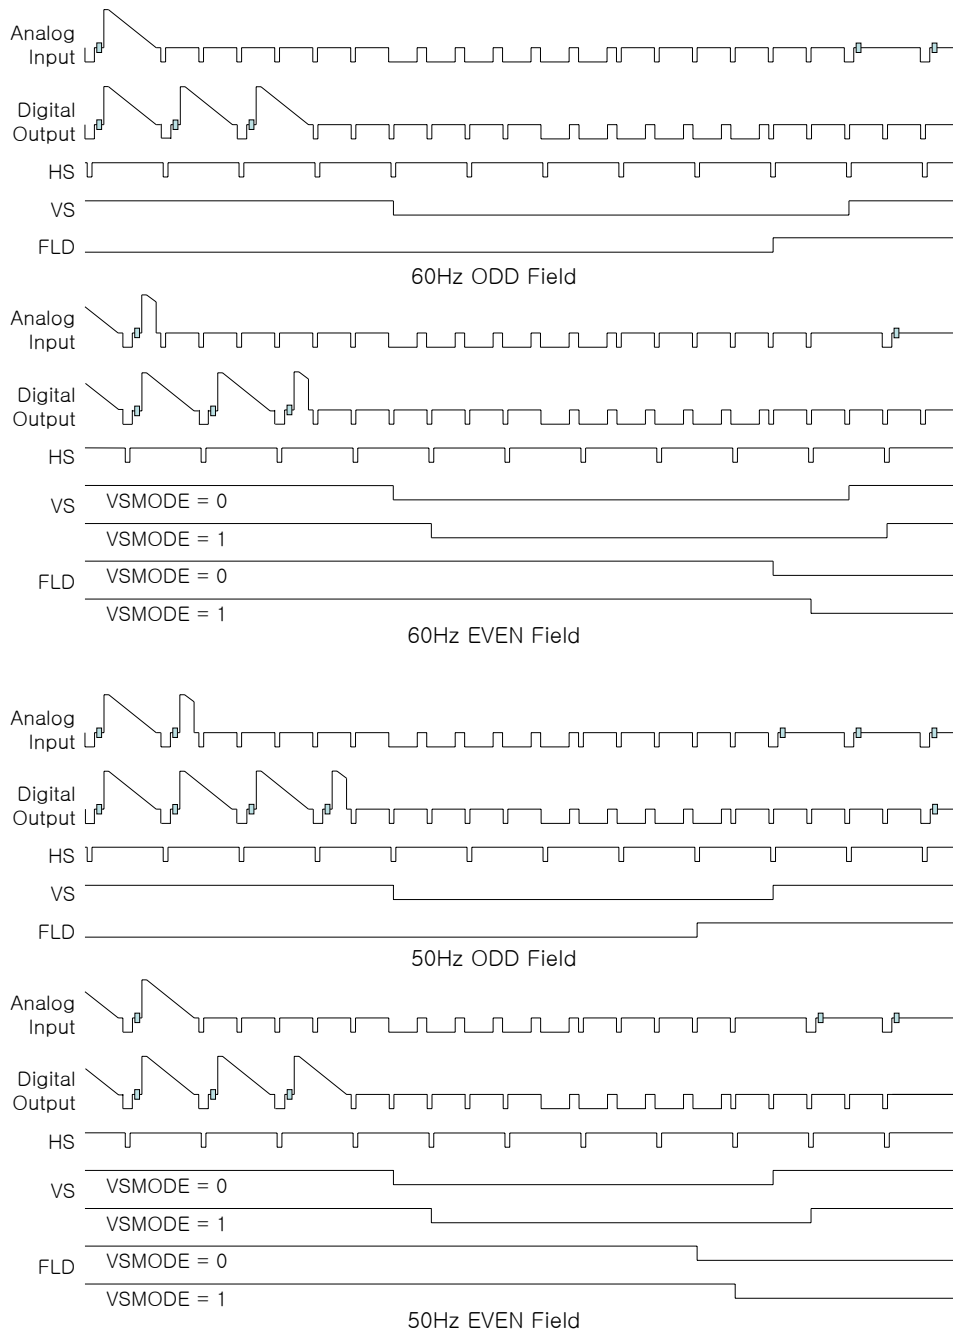 Analog
Input
Digital
Output
HS
VS
FLD
60Hz ODD Field
Analog
Input
Digital
Output
HS
VS
VSMODE = 0
VSMODE = 1
FLD
VSMODE = 0
VSMODE = 1
60Hz EVEN Field
Analog
Input
Digital
Output
HS
VS
FLD
50Hz ODD Field
Analog
Input
Digital
Output
HS
VS
VSMODE = 0
VSMODE = 1
FLD
VSMODE = 0
VSMODE = 1
50Hz EVEN Field